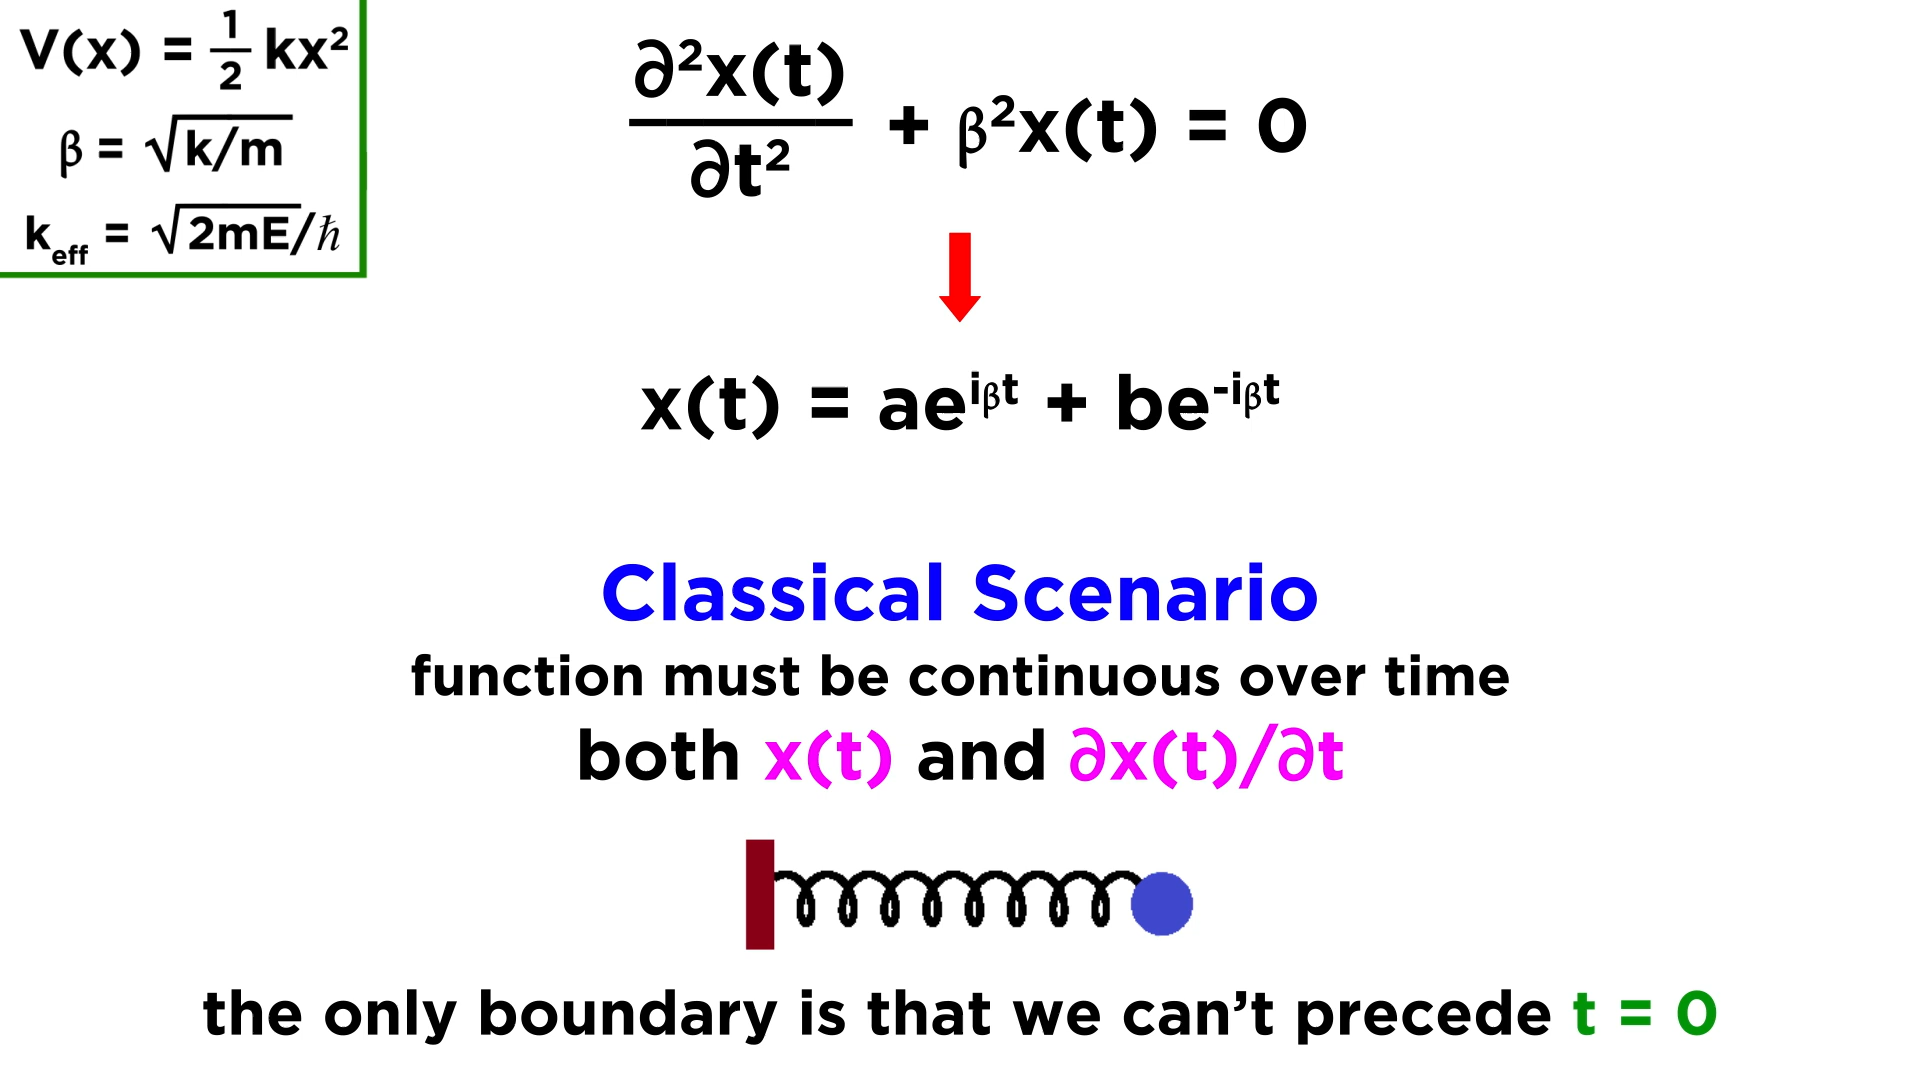 V(x) = 1/2 kx²
β = √k/m
k_eff = √2mE/ħ
∂²x(t)/∂t² + β²x(t) = 0
x(t) = ae^iβt + be^-iβt
Classical Scenario
function must be continuous over time
both x(t) and ∂x(t)/∂t
the only boundary is that we can’t precede t = 0